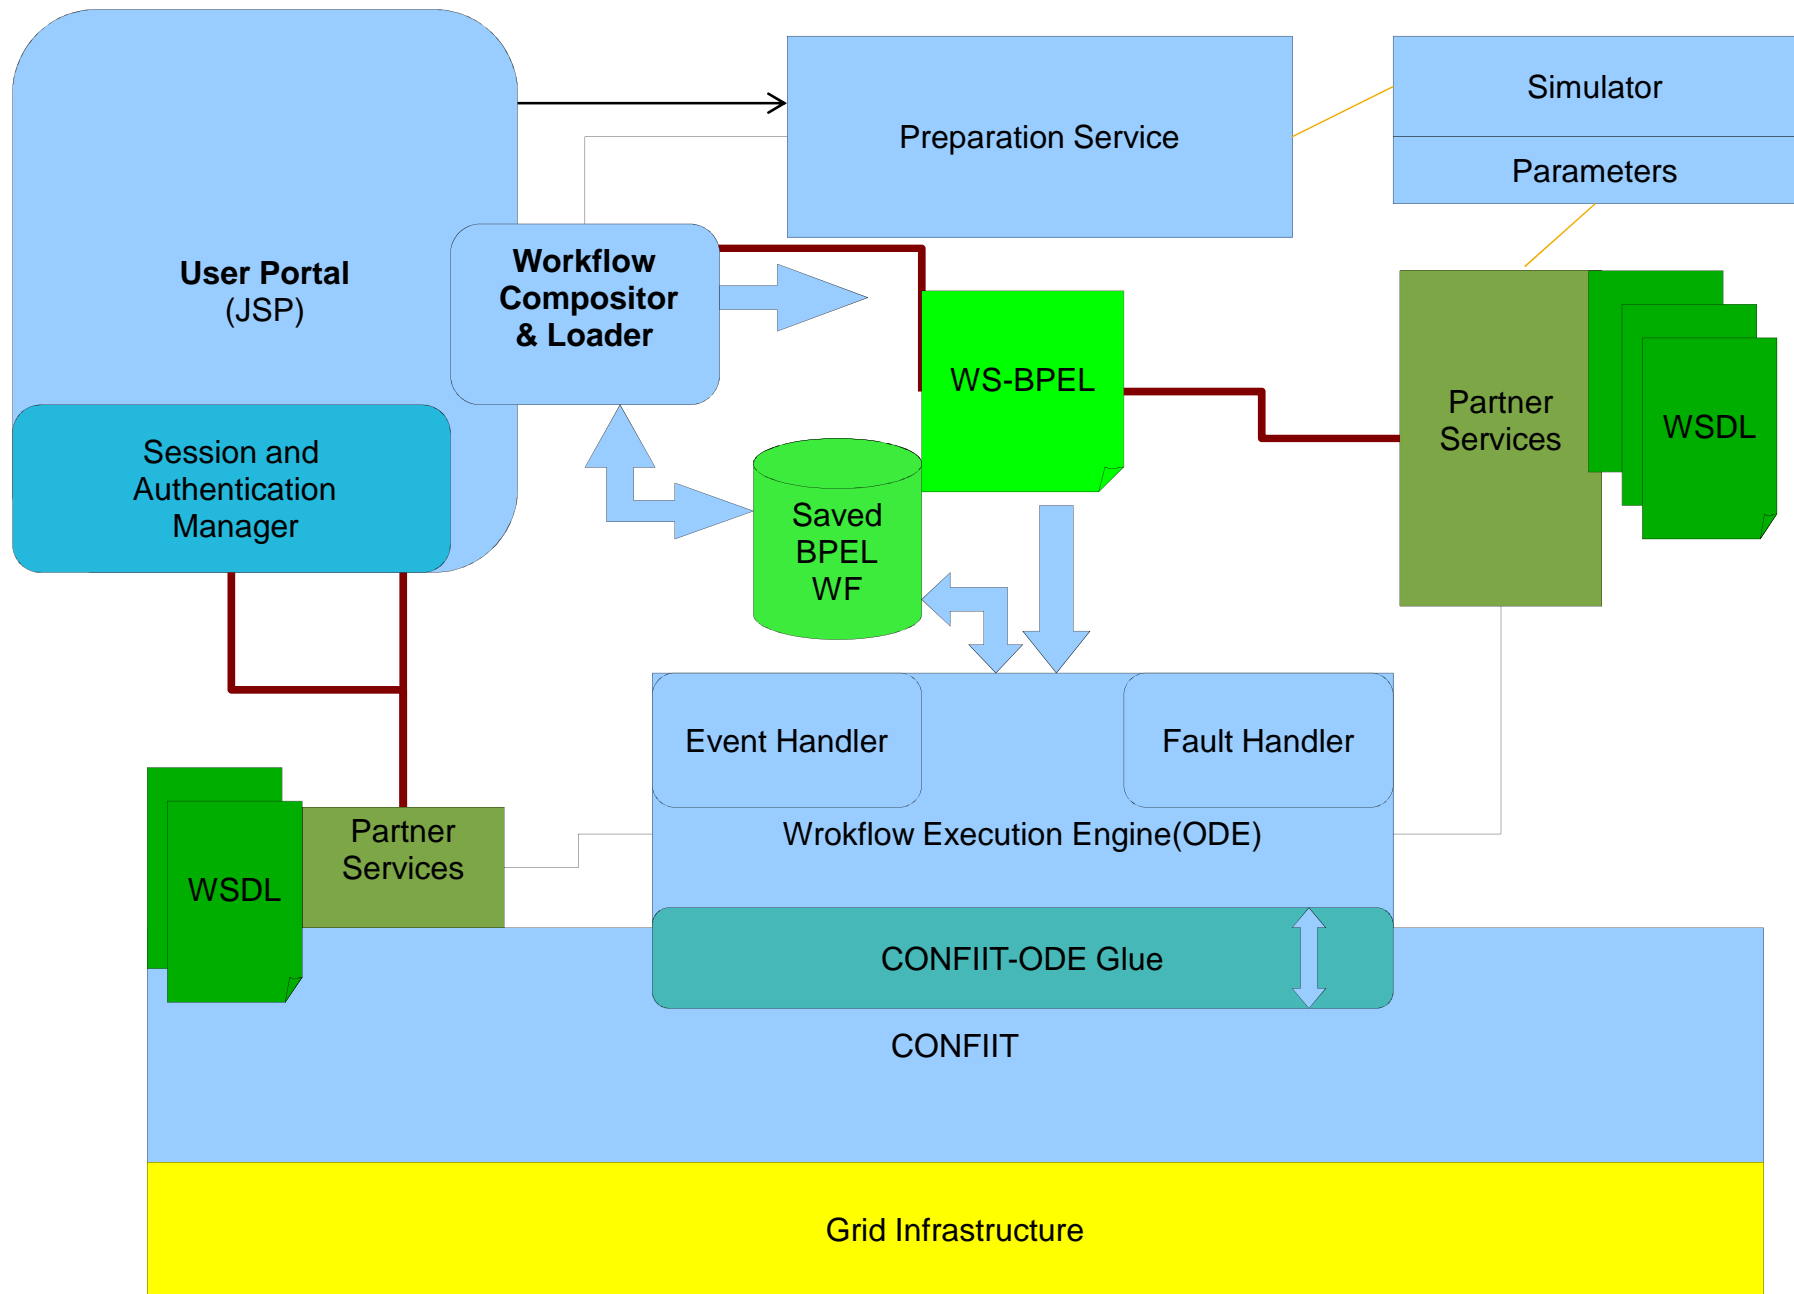 Preparation Service
Simulator
Parameters
User Portal
(JSP)
Workflow
Compositor
& Loader
WS-BPEL
Partner
Services
WSDL
Session and
Authentication
Manager
Saved
BPEL
WF
Event Handler
Fault Handler
Wrokflow Execution Engine(ODE)
Partner
Services
WSDL
CONFIIT-ODE Glue
CONFIIT
Grid Infrastructure